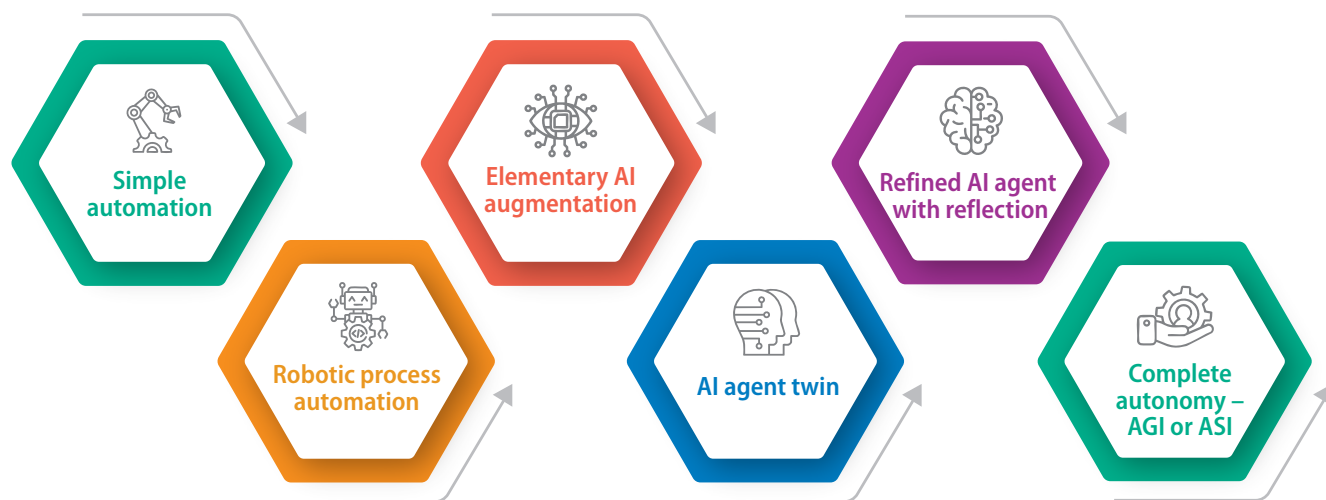 Simple
automation
Robotic process
automation
Elementary AI
augmentation
AI agent twin
Refined AI agent
with reflection
Complete
autonomy –
AGI or ASI